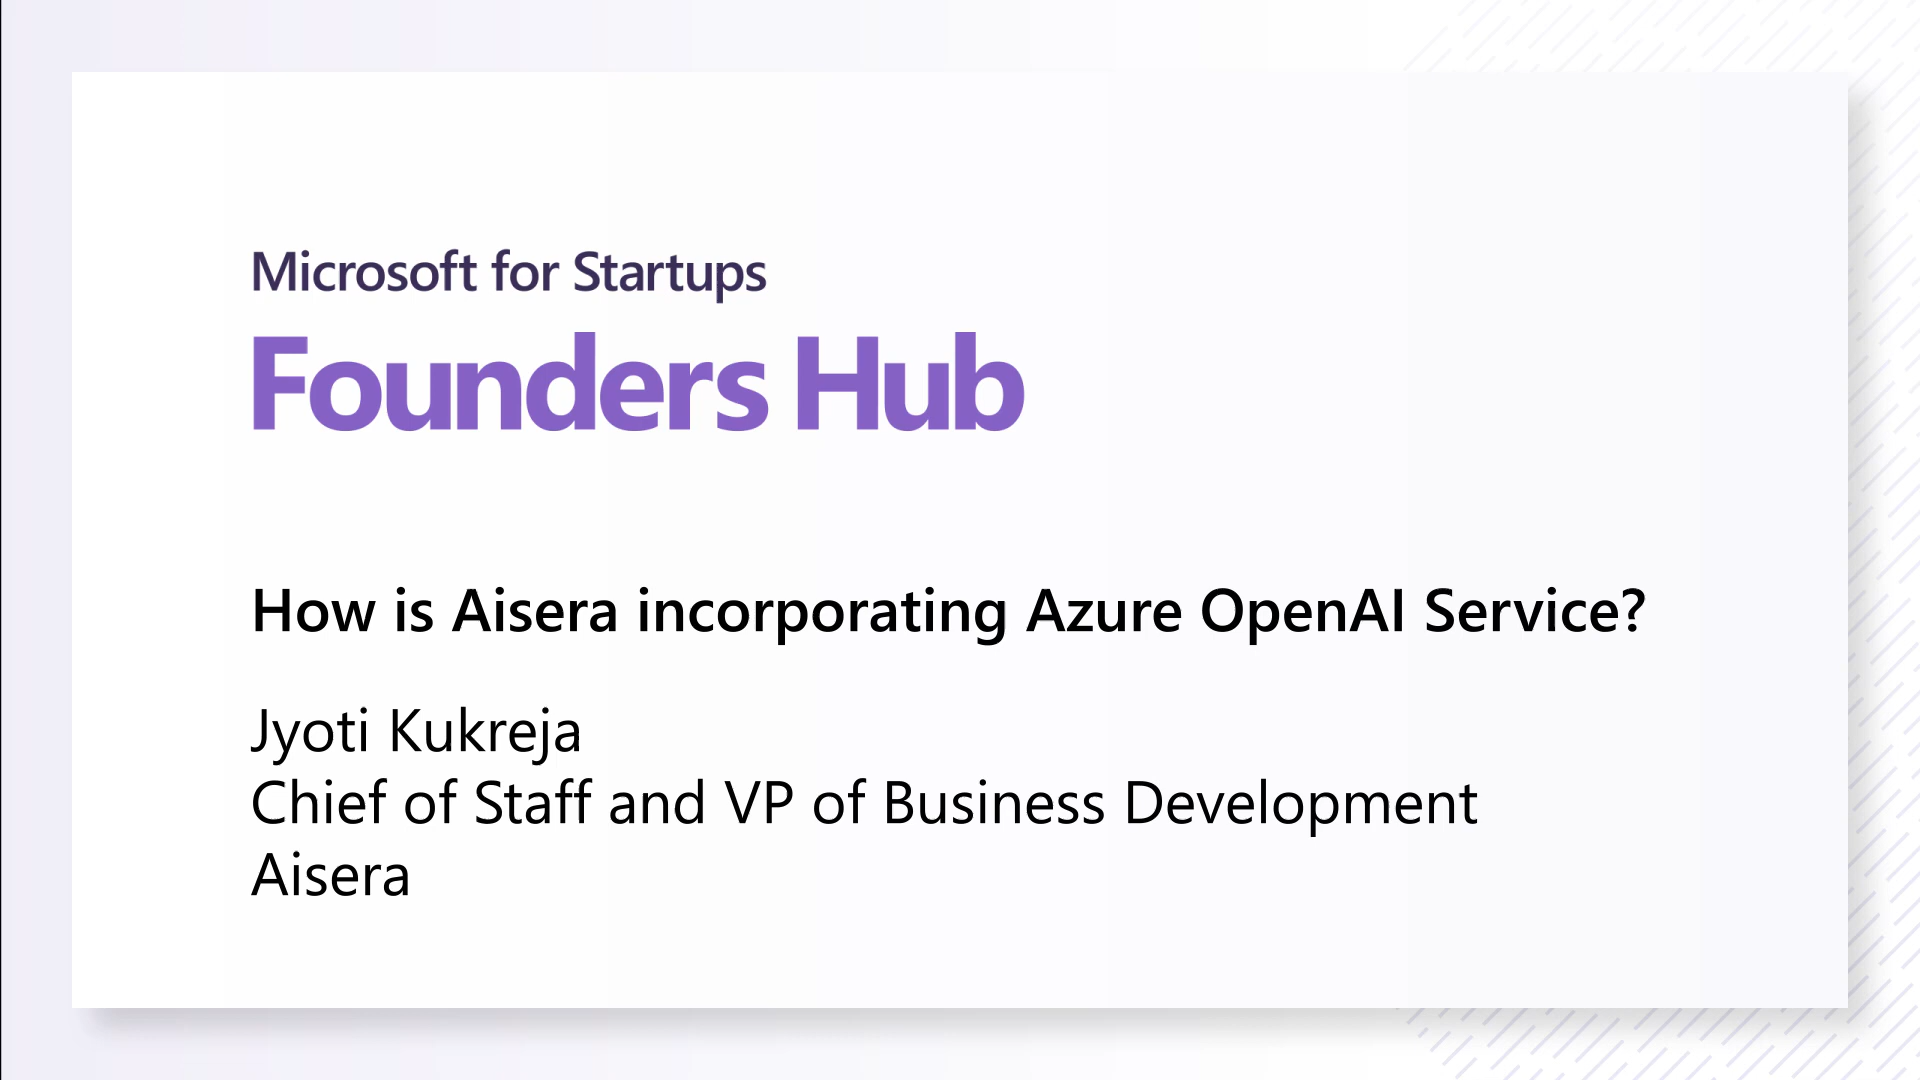 Microsoft for Startups
Founders Hub
How is Aisera incorporating Azure OpenAI Service?
Jyoti Kukreja
Chief of Staff and VP of Business Development
Aisera